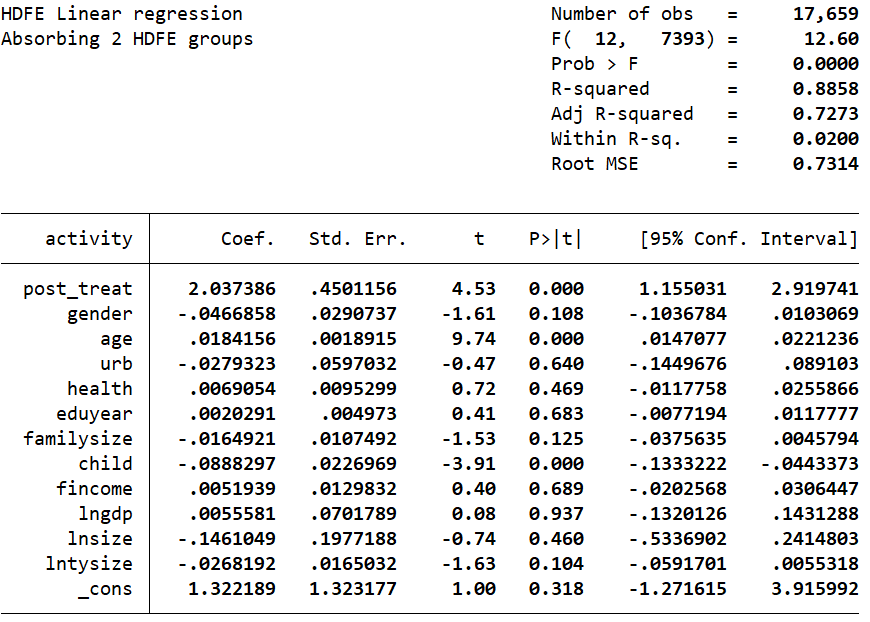 HDFE Linear regression Number of obs = 17,659
Absorbing 2 HDFE groups F( 12, 7393) = 12.60
Prob > F = 0.0000
R-squared = 0.8858
Adj R-squared = 0.7273
Within R-sq. = 0.0200
Root MSE = 0.7314
activity Coef. Std. Err. t P>|t| [95% Conf. Interval]
post_treat 2.037386 .4501156 4.53 0.000 1.155031 2.919741
gender -.0466858 .0290737 -1.61 0.108 -.1036784 .0103069
age .0184156 .0018915 9.74 0.000 .0147077 .0221236
urb -.0279323 .0597032 -0.47 0.640 -.1449676 .089103
health .0069054 .0095299 0.72 0.469 -.0117758 .0255866
eduyear .0020291 .004973 0.41 0.683 -.0077194 .0117777
familysize -.0164921 .0107492 -1.53 0.125 -.0375635 .0045794
child -.0888297 .0226969 -3.91 0.000 -.1333222 -.0443373
fincome .0051939 .0129832 0.40 0.689 -.0202568 .0306447
lngdp .0055581 .0701789 0.08 0.937 -.1320126 .1431288
lnsize -.1461049 .1977188 -0.74 0.460 -.5336902 .2414803
lntysize -.0268192 .0165032 -1.63 0.104 -.0591701 .0055318
_cons 1.322189 1.323177 1.00 0.318 -1.271615 3.915992